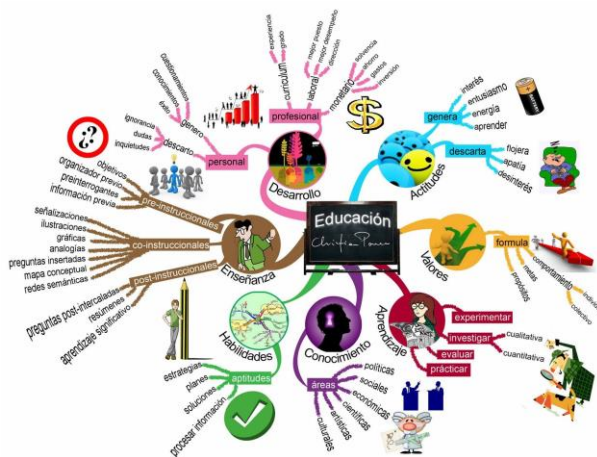 Educación
Desarrollo
profesional
curriculum
experiencia
grado
laboral
mejor puesto
mejor desempeño
dirección
monetario
solvencia
ahorro
gastos
inversión
personal
genero
cuestionamientos
conocimientos
éxito
descarto
ignorancia
dudas
inquietudes
Actitudes
genera
interés
entusiasmo
energía
aprender
descarta
flojera
apatía
desinterés
Valores
formula
comportamiento
individual
colectivo
metas
propósitos
Aprendizaje
experimentar
investigar
cualitativa
cuantitativa
evaluar
prácticar
Conocimiento
áreas
políticas
sociales
económicas
científicas
artísticas
culturales
Habilidades
aptitudes
estrategias
planes
soluciones
procesar información
Enseñanza
pre-instruccionales
objetivos
organizador previo
preinterrogantes
información previa
co-instruccionales
señalizaciones
ilustraciones
gráficas
analogías
preguntas insertadas
mapa conceptual
redes semánticas
post-instruccionales
preguntas post-intercaladas
resúmenes
aprendizaje significativo
¿?
$